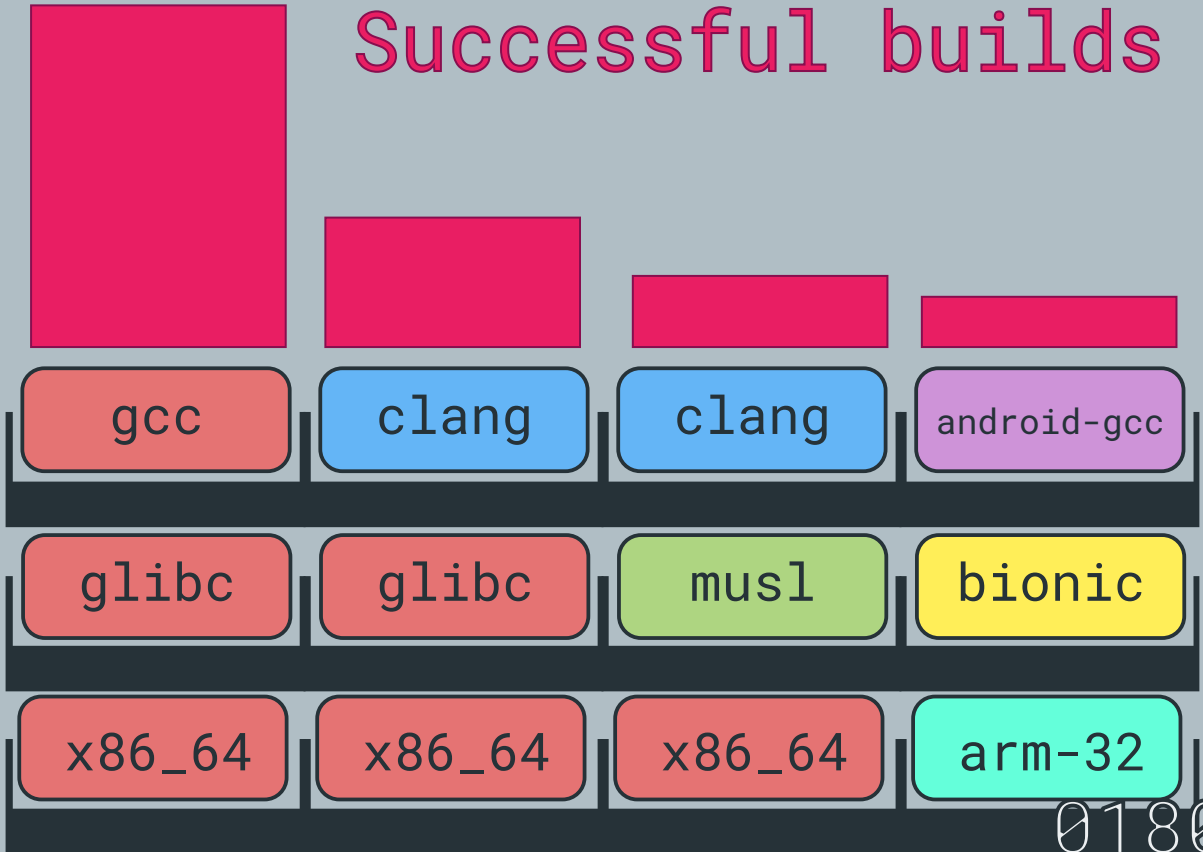 Successful builds
gcc clang clang android-gcc
glibc glibc musl bionic
x86_64 x86_64 x86_64 arm-32